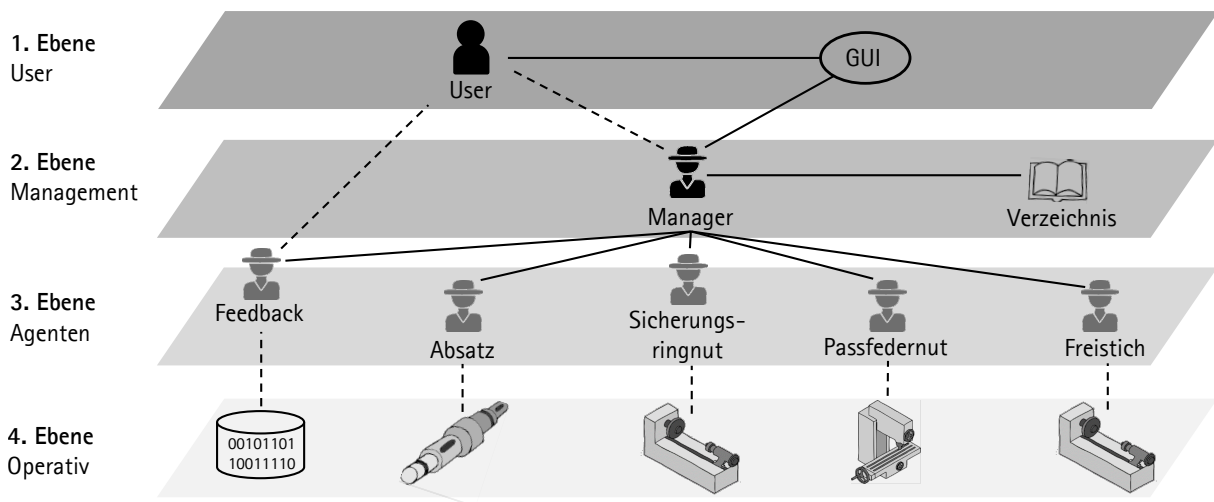 1. Ebene
User
User
GUI
2. Ebene
Management
Manager
Verzeichnis
3. Ebene
Agenten
Feedback
Absatz
Sicherungs-
ringnut
Passfedernut
Freistich
4. Ebene
Operativ
00101101
10011110